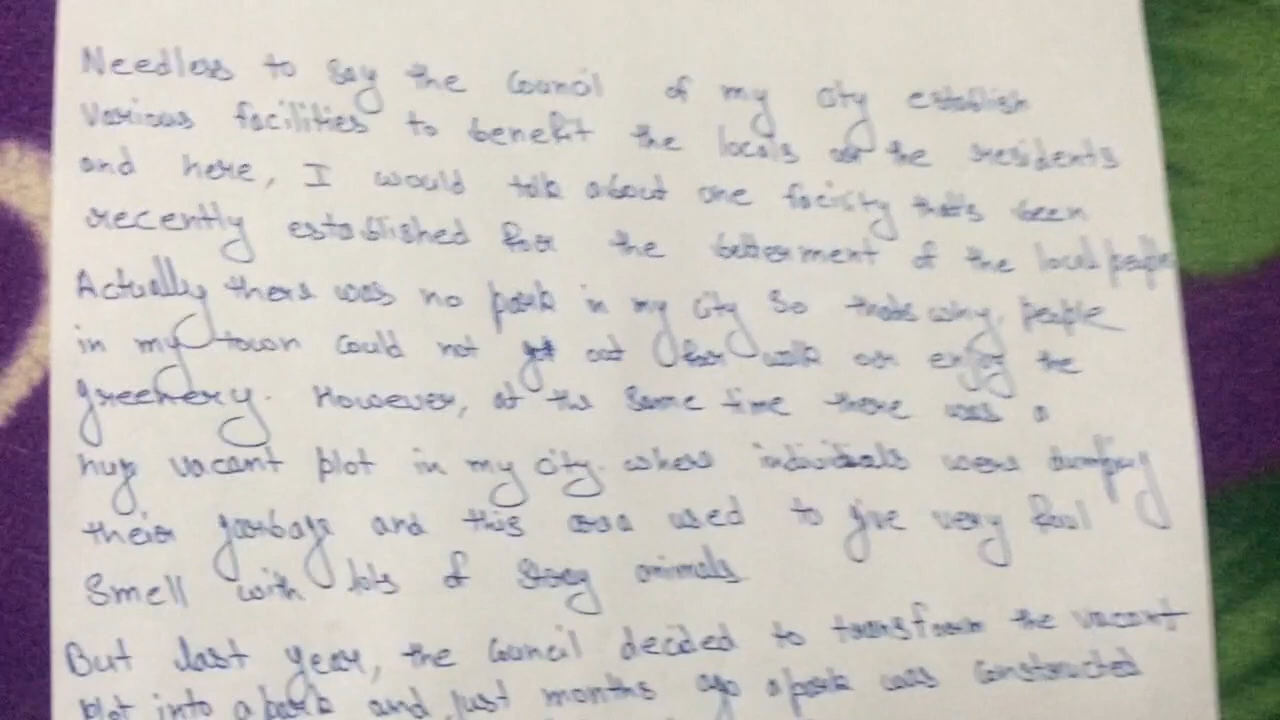 Needless to say the Council of my city establish
various facilities to benefit the locals or the residents
and here, I would talk about one facility thats been
recently established for the betterment of the local people
Actually there was no park in my city So thats why, people
in my town could not get out for walk or enjoy the
greenery. However, at the same time there was a
huge vacant plot in my city. where individuals were dumping
their garbage and this area used to give very foul
Smell with lots of stray animals
But last year, the Council decided to transform the vacant
plot into a park and just months ago a park was constructed